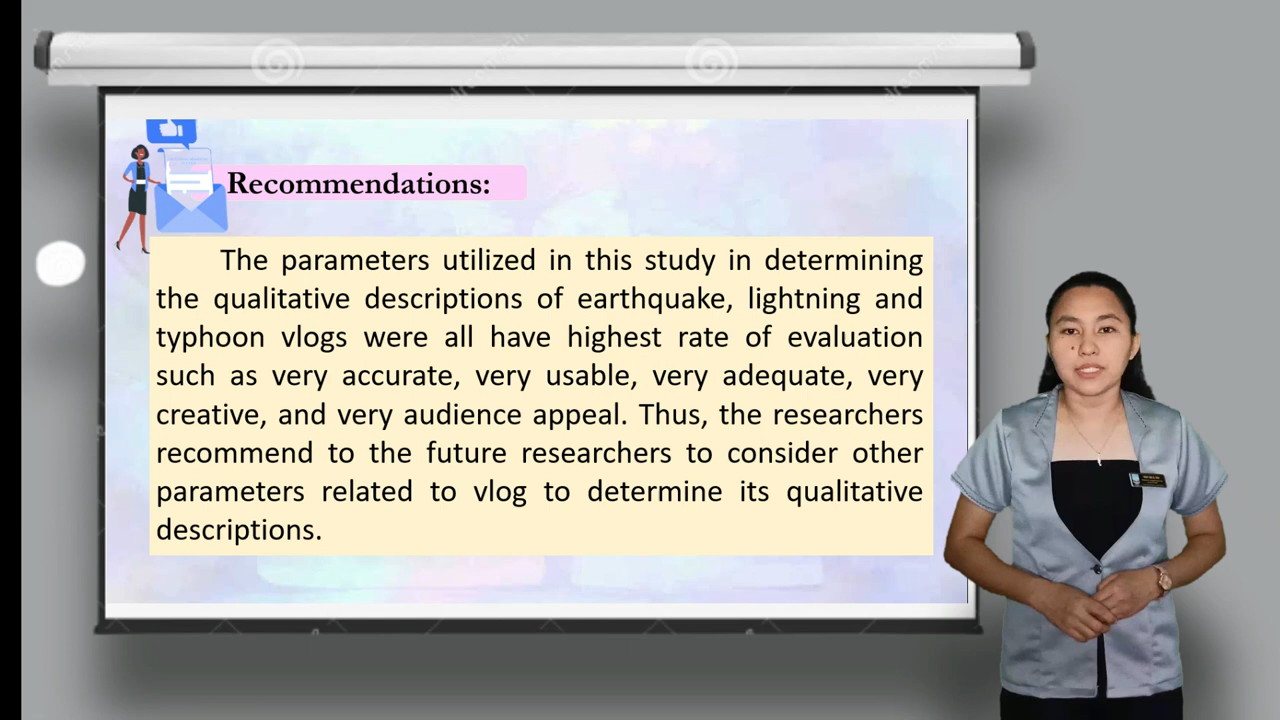 Recommendations:
The parameters utilized in this study in determining
the qualitative descriptions of earthquake, lightning and
typhoon vlogs were all have highest rate of evaluation
such as very accurate, very usable, very adequate, very
creative, and very audience appeal. Thus, the researchers
recommend to the future researchers to consider other
parameters related to vlog to determine its qualitative
descriptions.